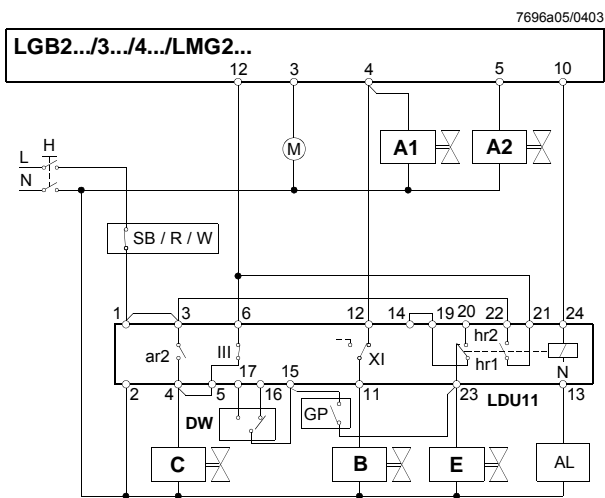 7696a05/0403
LGB2.../3.../4.../LMG2...
12 3 4 5 10
M A1 A2
H
L
N
SB / R / W
1 3 6 12 14 19 20 22 21 24
ar2 III XI hr2
hr1 N
17 15
2 4 5 16 11 23 LDU11 13
DW GP
C B E AL